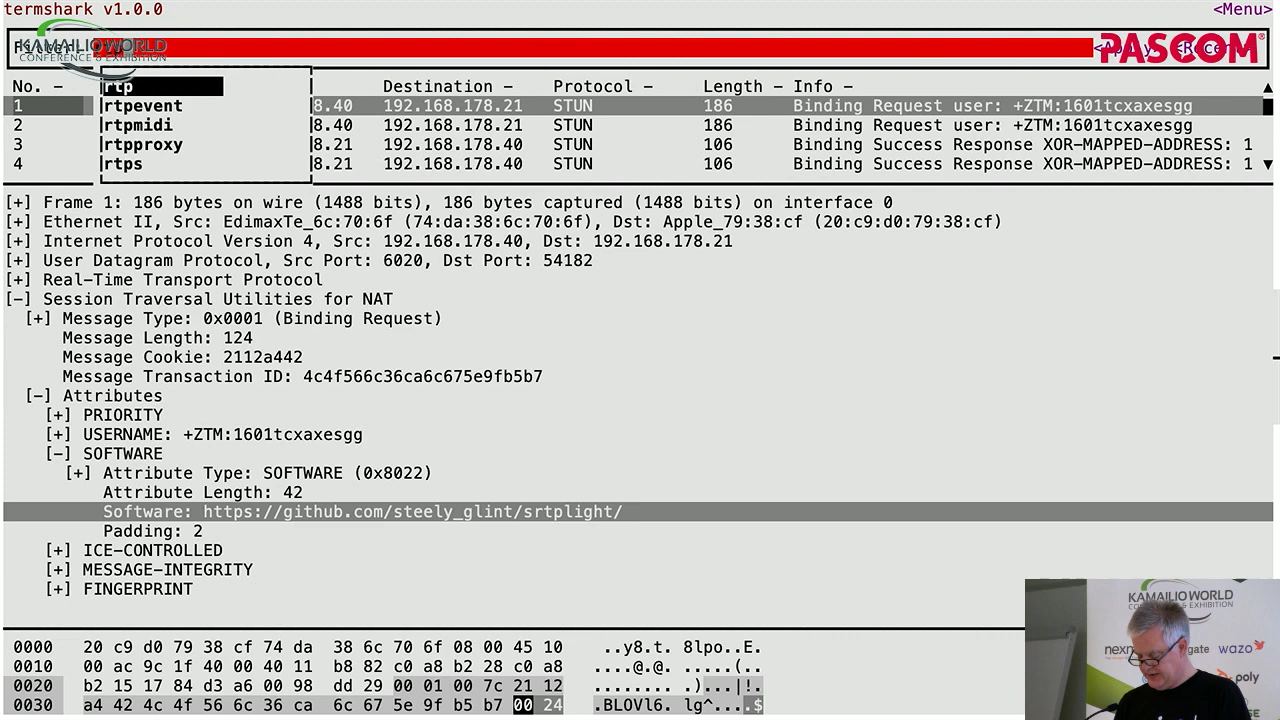 termshark v1.0.0 <Menu>
KAMAILIO WORLD
CONFERENCE & EXHIBITION
PASCOM
No. - rtp Destination - Protocol - Length - Info -
1 rtpevent 8.40 192.168.178.21 STUN 186 Binding Request user: +ZTM:1601tcxaxesgg
2 rtpmidi 8.40 192.168.178.21 STUN 186 Binding Request user: +ZTM:1601tcxaxesgg
3 rtpproxy 8.21 192.168.178.40 STUN 106 Binding Success Response XOR-MAPPED-ADDRESS: 1
4 rtps 8.21 192.168.178.40 STUN 106 Binding Success Response XOR-MAPPED-ADDRESS: 1
[+] Frame 1: 186 bytes on wire (1488 bits), 186 bytes captured (1488 bits) on interface 0
[+] Ethernet II, Src: EdimaxTe_6c:70:6f (74:da:38:6c:70:6f), Dst: Apple_79:38:cf (20:c9:d0:79:38:cf)
[+] Internet Protocol Version 4, Src: 192.168.178.40, Dst: 192.168.178.21
[+] User Datagram Protocol, Src Port: 6020, Dst Port: 54182
[+] Real-Time Transport Protocol
[-] Session Traversal Utilities for NAT
[+] Message Type: 0x0001 (Binding Request)
Message Length: 124
Message Cookie: 2112a442
Message Transaction ID: 4c4f566c36ca6c675e9fb5b7
[-] Attributes
[+] PRIORITY
[+] USERNAME: +ZTM:1601tcxaxesgg
[-] SOFTWARE
[+] Attribute Type: SOFTWARE (0x8022)
Attribute Length: 42
Software: https://github.com/steely_glint/srtplight/
Padding: 2
[+] ICE-CONTROLLED
[+] MESSAGE-INTEGRITY
[+] FINGERPRINT
0000 20 c9 d0 79 38 cf 74 da 38 6c 70 6f 08 00 45 10 ..y8.t. 8lpo..E.
0010 00 ac 9c 1f 40 00 40 11 b8 82 c0 a8 b2 28 c0 a8 ....@.@. .....(..
0020 b2 15 17 84 d3 a6 00 98 dd 29 00 01 00 7c 21 12 ........ .)...|!.
0030 a4 42 4c 4f 56 6c 36 ca 6c 67 5e 9f b5 b7 00 24 .BLOVl6. lg^....$
KAMAILIO WORLD
gate wazo
poly